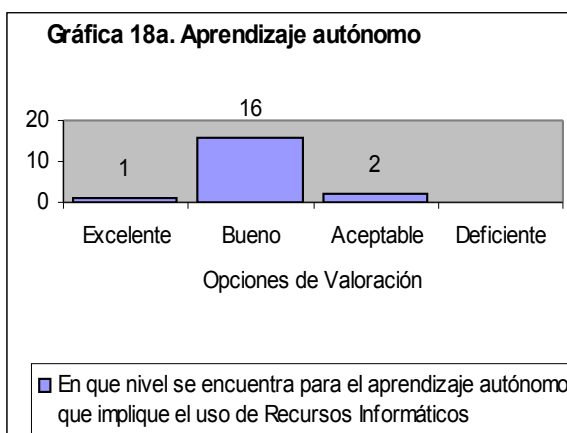 Gráfica 18a. Aprendizaje autónomo
16
20
10
1
2
0
Excelente Bueno Aceptable Deficiente
Opciones de Valoración
En que nivel se encuentra para el aprendizaje autónomo
que implique el uso de Recursos Informáticos